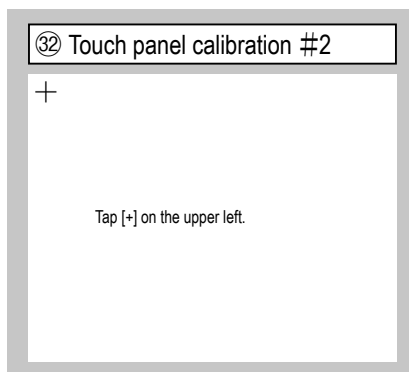 ㉜ Touch panel calibration #2
+
Tap [+] on the upper left.